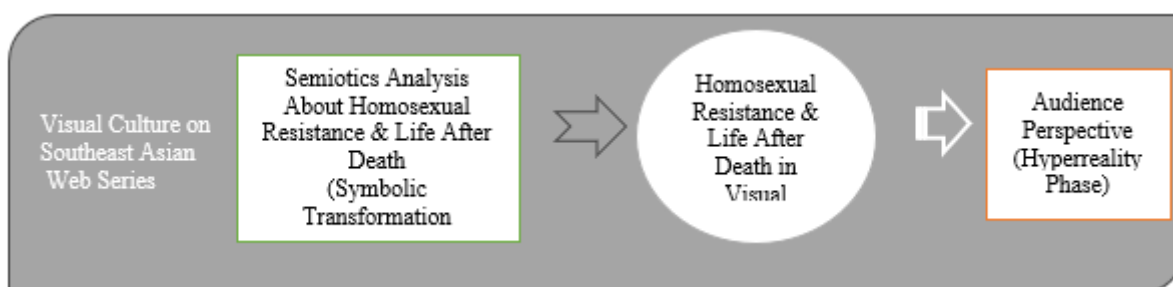 Visual Culture on
Southeast Asian
Web Series
Semiotics Analysis
About Homosexual
Resistance & Life After
Death
(Symbolic
Transformation
Homosexual
Resistance &
Life After
Death in
Visual
Audience
Perspective
(Hyperreality
Phase)